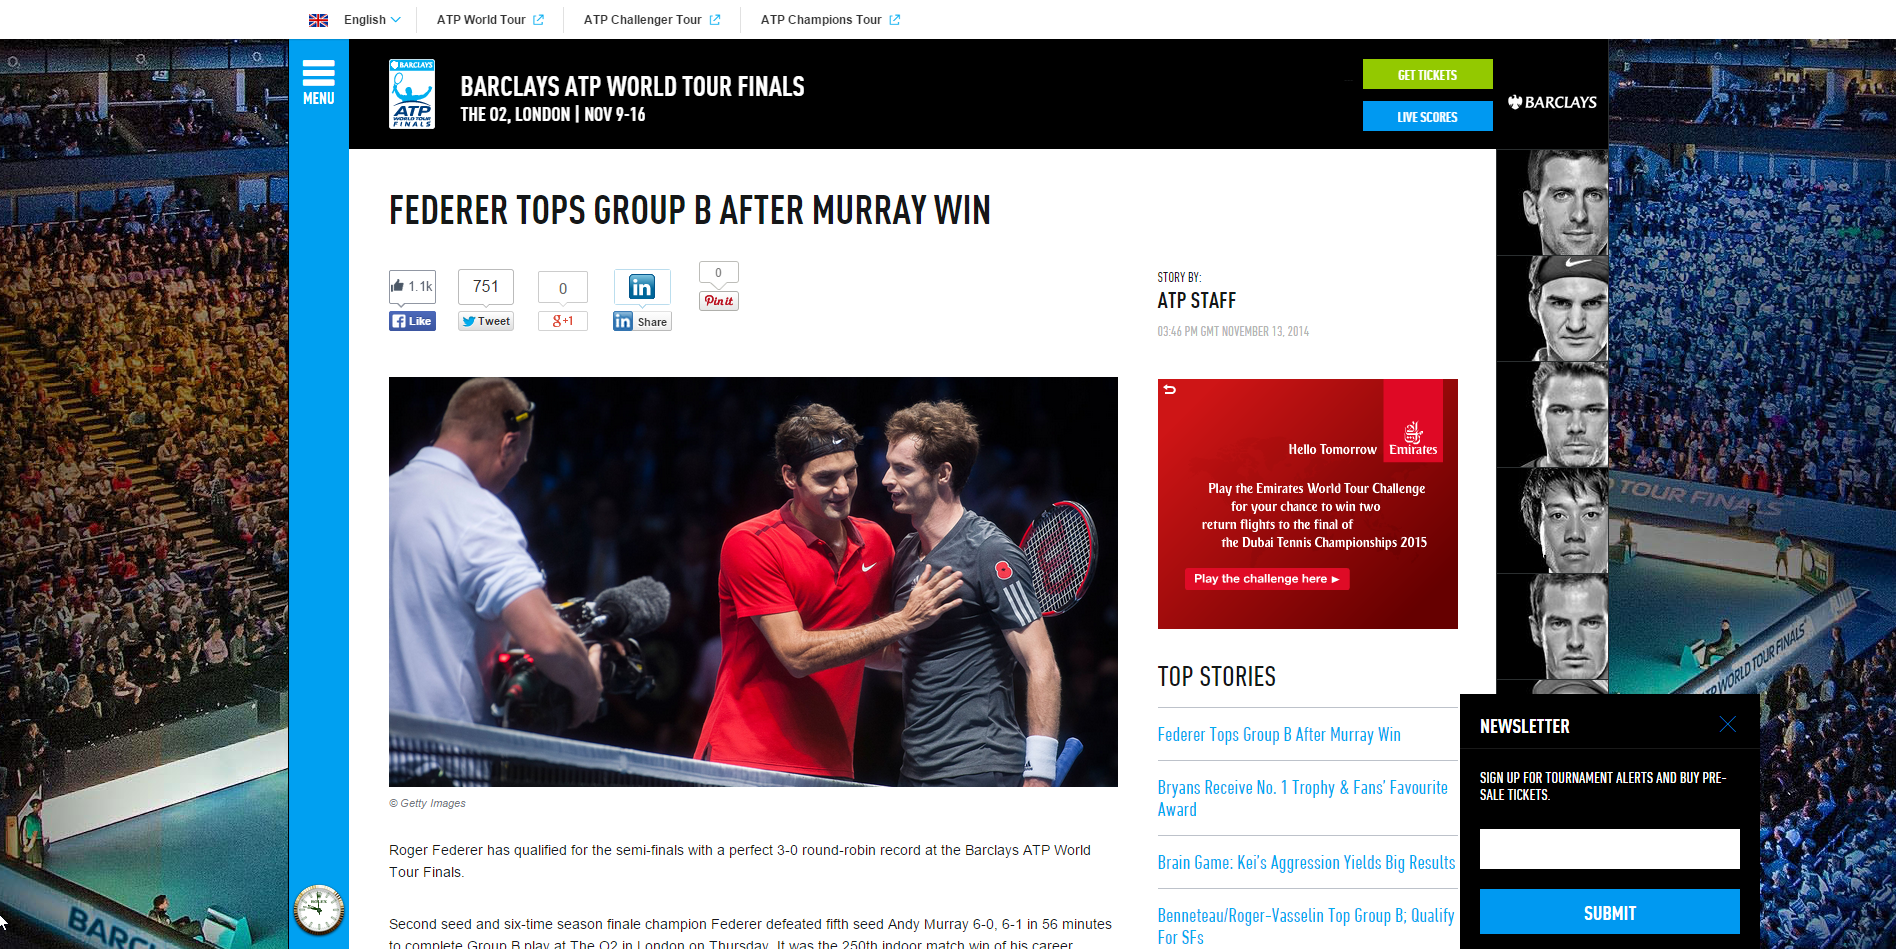 English
ATP World Tour
ATP Challenger Tour
ATP Champions Tour
MENU
BARCLAYS
ATP
WORLD TOUR
FINALS
BARCLAYS ATP WORLD TOUR FINALS
THE O2, LONDON | NOV 9-16
GET TICKETS
LIVE SCORES
BARCLAYS
FEDERER TOPS GROUP B AFTER MURRAY WIN
1.1k
Like
751
Tweet
0
g+1
in
in Share
0
Pin it
STORY BY:
ATP STAFF
03:46 PM GMT NOVEMBER 13, 2014
Hello Tomorrow
Emirates
Play the Emirates World Tour Challenge
for your chance to win two
return flights to the final of
the Dubai Tennis Championships 2015
Play the challenge here ►
© Getty Images
Roger Federer has qualified for the semi-finals with a perfect 3-0 round-robin record at the Barclays ATP World
Tour Finals.
Second seed and six-time season finale champion Federer defeated fifth seed Andy Murray 6-0, 6-1 in 56 minutes
to complete Group B play at The O2 in London on Thursday. It was the 250th indoor match win of his career.
TOP STORIES
Federer Tops Group B After Murray Win
Bryans Receive No. 1 Trophy & Fans' Favourite
Award
Brain Game: Kei's Aggression Yields Big Results
Benneteau/Roger-Vasselin Top Group B; Qualify
For SFs
NEWSLETTER
SIGN UP FOR TOURNAMENT ALERTS AND BUY PRE-
SALE TICKETS.
SUBMIT
TOUR FINALS
ATP WORLD TOUR FINALS
BARCL